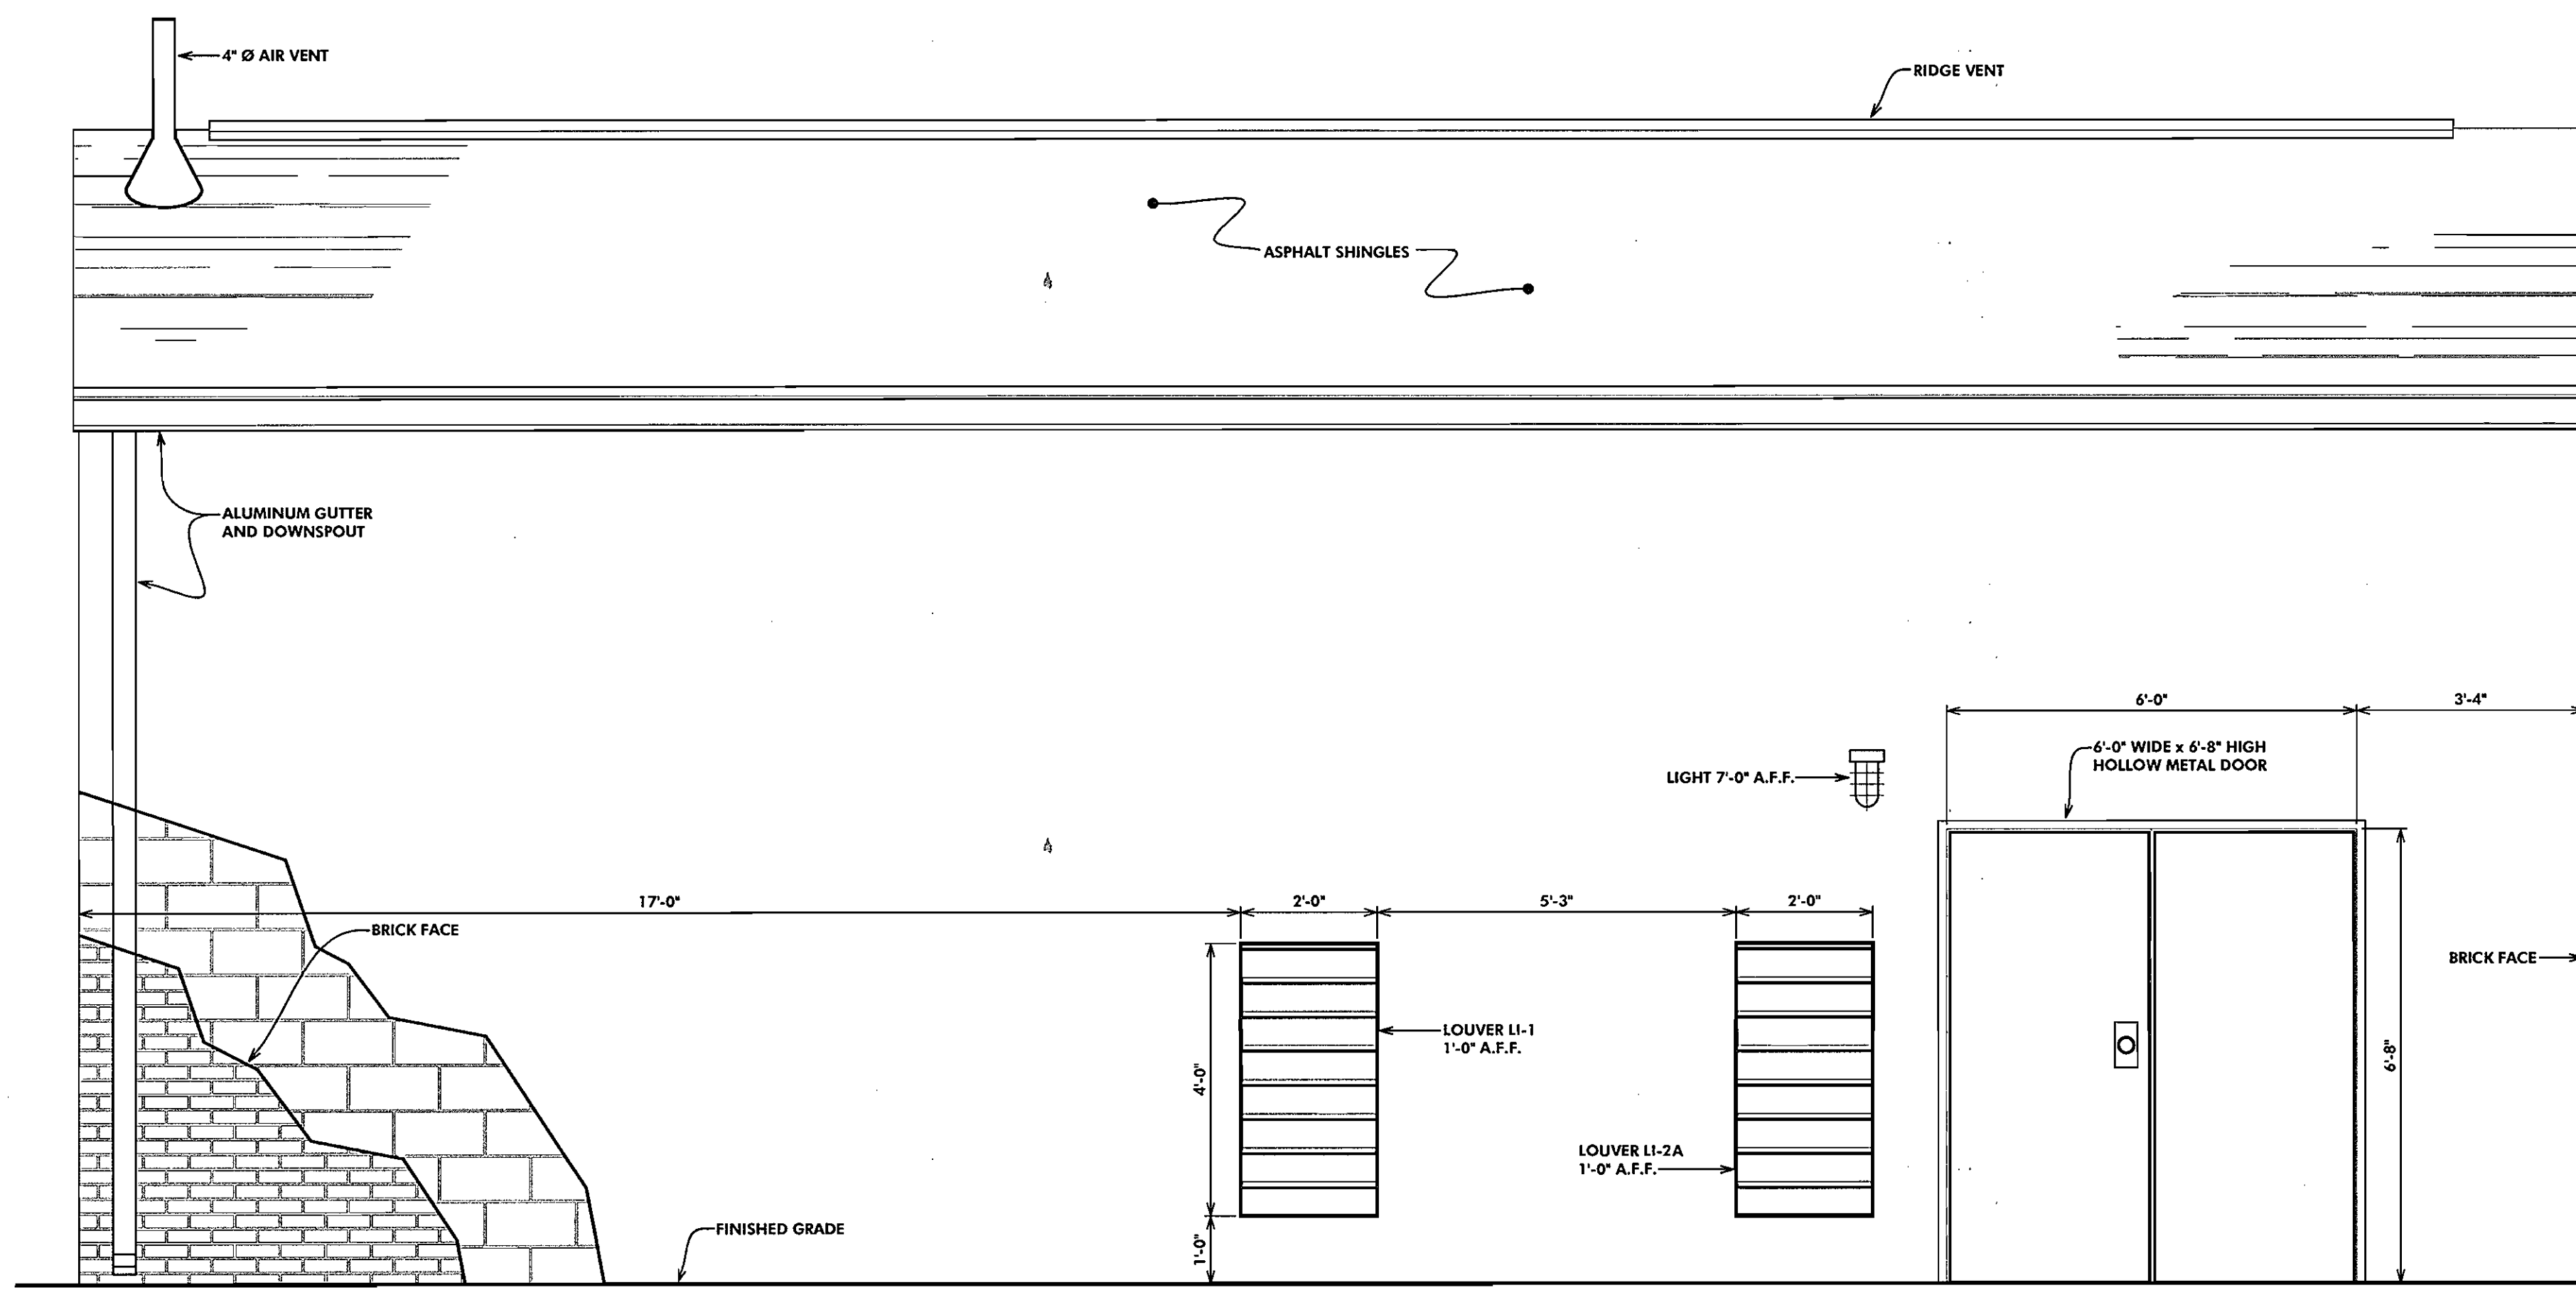 4" Ø AIR VENT
RIDGE VENT
ASPHALT SHINGLES
ALUMINUM GUTTER
AND DOWNSPOUT
6'-0"
3'-4"
6'-0" WIDE x 6'-8" HIGH
HOLLOW METAL DOOR
LIGHT 7'-0" A.F.F.
17'-0"
2'-0"
5'-3"
2'-0"
BRICK FACE
BRICK FACE
LOUVER LI-1
1'-0" A.F.F.
4'-0"
6'-8"
LOUVER LI-2A
1'-0" A.F.F.
FINISHED GRADE
1'-0"